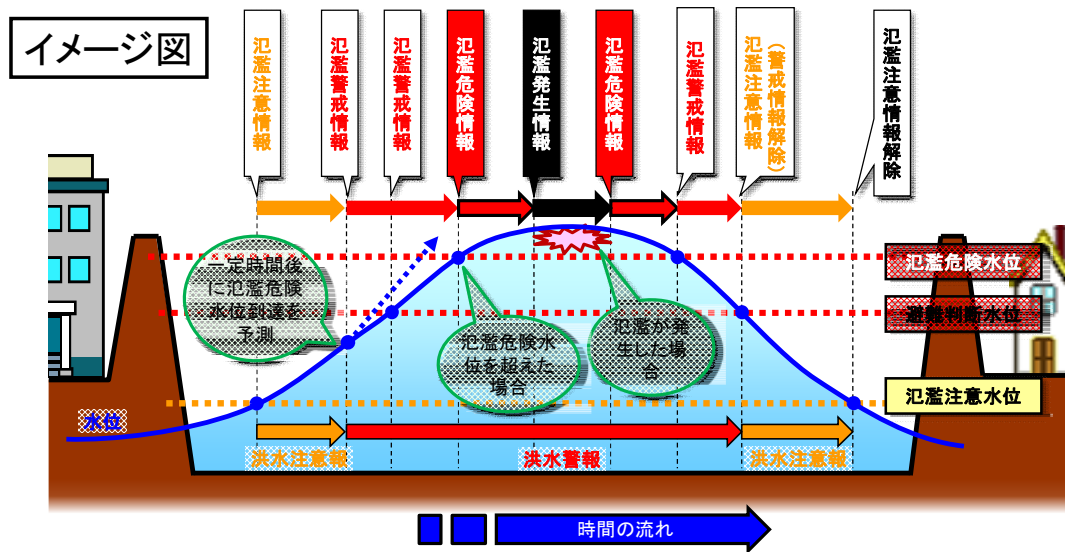 イメージ図
氾濫注意情報
氾濫警戒情報
氾濫警戒情報
氾濫危険情報
氾濫発生情報
氾濫危険情報
氾濫警戒情報
（警戒情報解除）
氾濫注意情報
氾濫注意情報解除
一定時間後
に氾濫危険
水位到達を
予測
氾濫危険水
位を超えた
場合
氾濫が発
生した場
合
氾濫危険水位
避難判断水位
氾濫注意水位
水位
洪水注意報
洪水警報
洪水注意報
時間の流れ